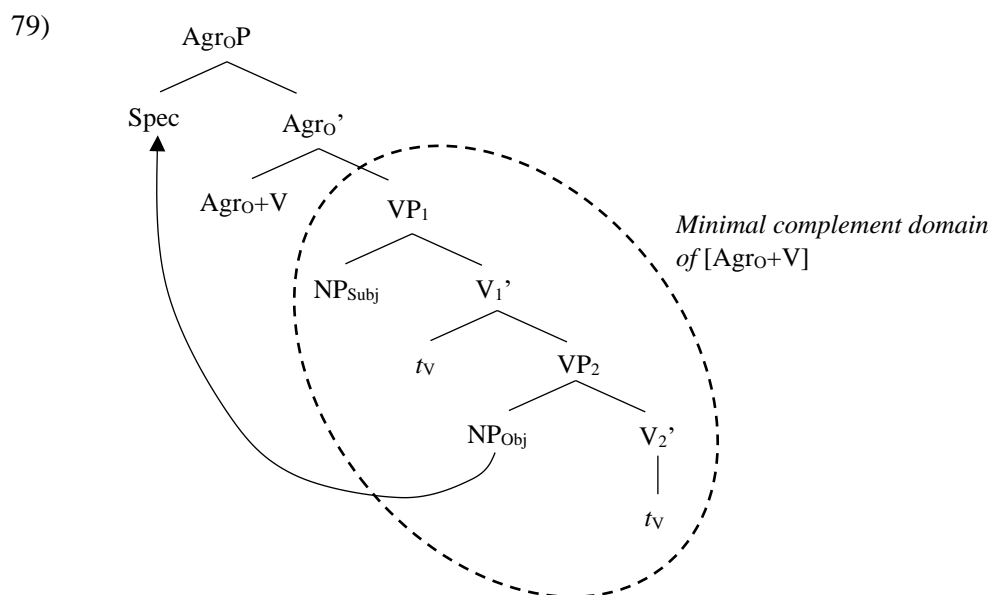 79)
AgrOP
Spec
AgrO’
AgrO+V
VP1
NPSubj
V1’
tV
VP2
NPObj
V2’
tV
Minimal complement domain
of [AgrO+V]